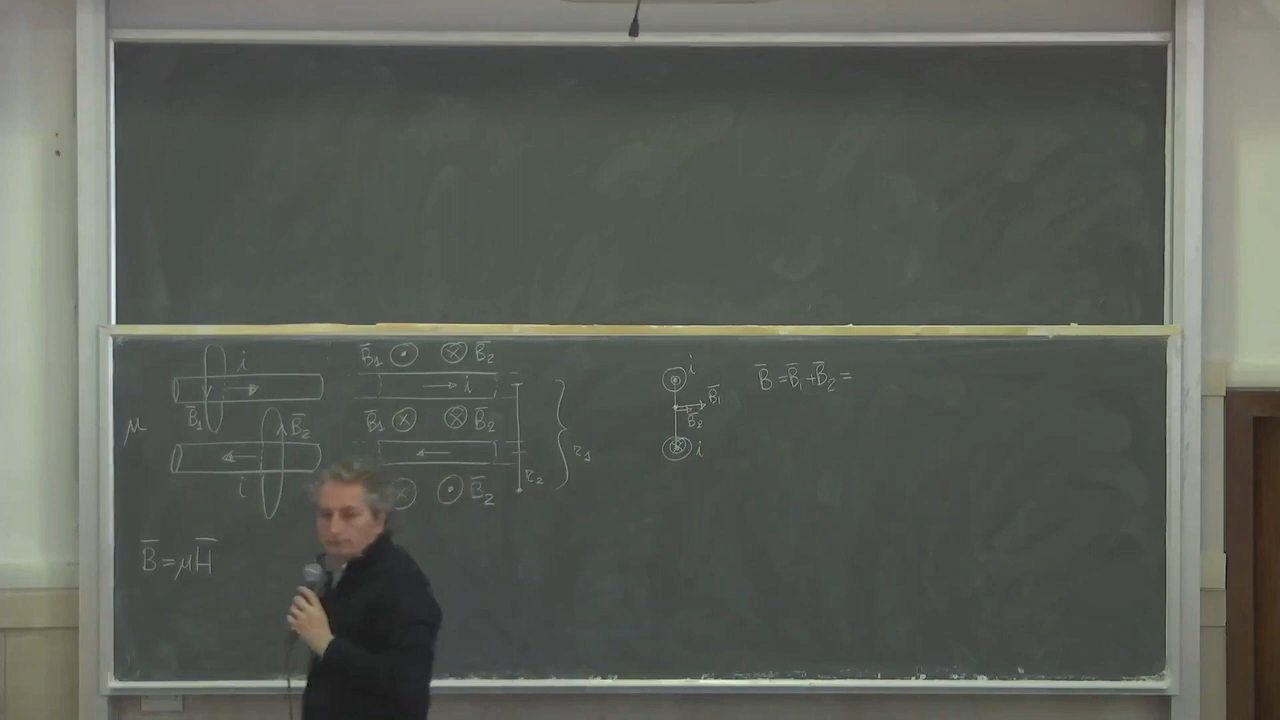 i
B̅₁
μ
B̅₂
i
B̅ = μH̅
B̅₁ ⊙ ⊗ B̅₂
→ i
B̅₁ ⊗ ⊗ B̅₂
←
⊗ ⊙ B̅₂
r₂
r₁
i
B̅₁
B̅₂
i
B̅ = B̅₁ + B̅₂ =